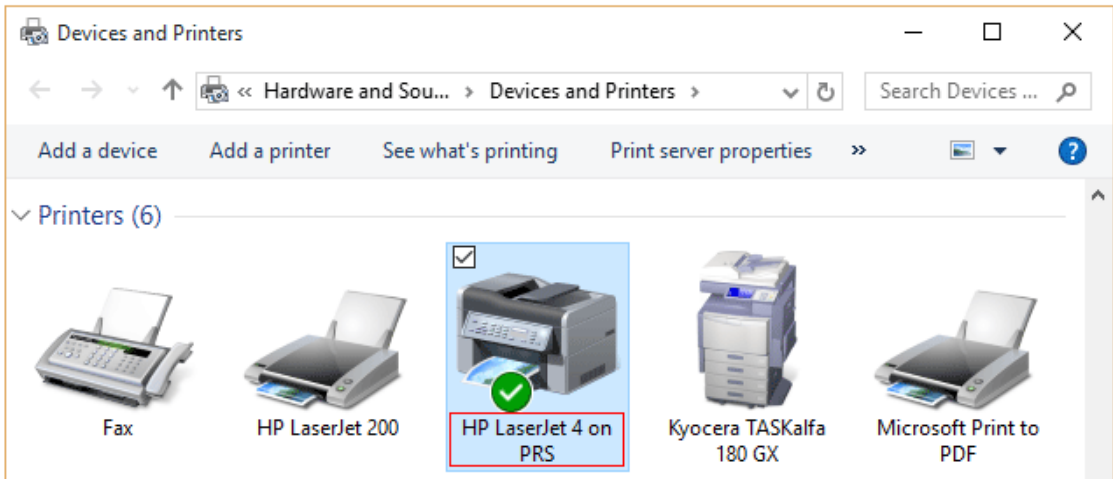 Devices and Printers
« Hardware and Sou... > Devices and Printers >
Search Devices ...
Add a device
Add a printer
See what's printing
Print server properties
»
?
Printers (6)
Fax
HP LaserJet 200
HP LaserJet 4 on
PRS
Kyocera TASKalfa
180 GX
Microsoft Print to
PDF